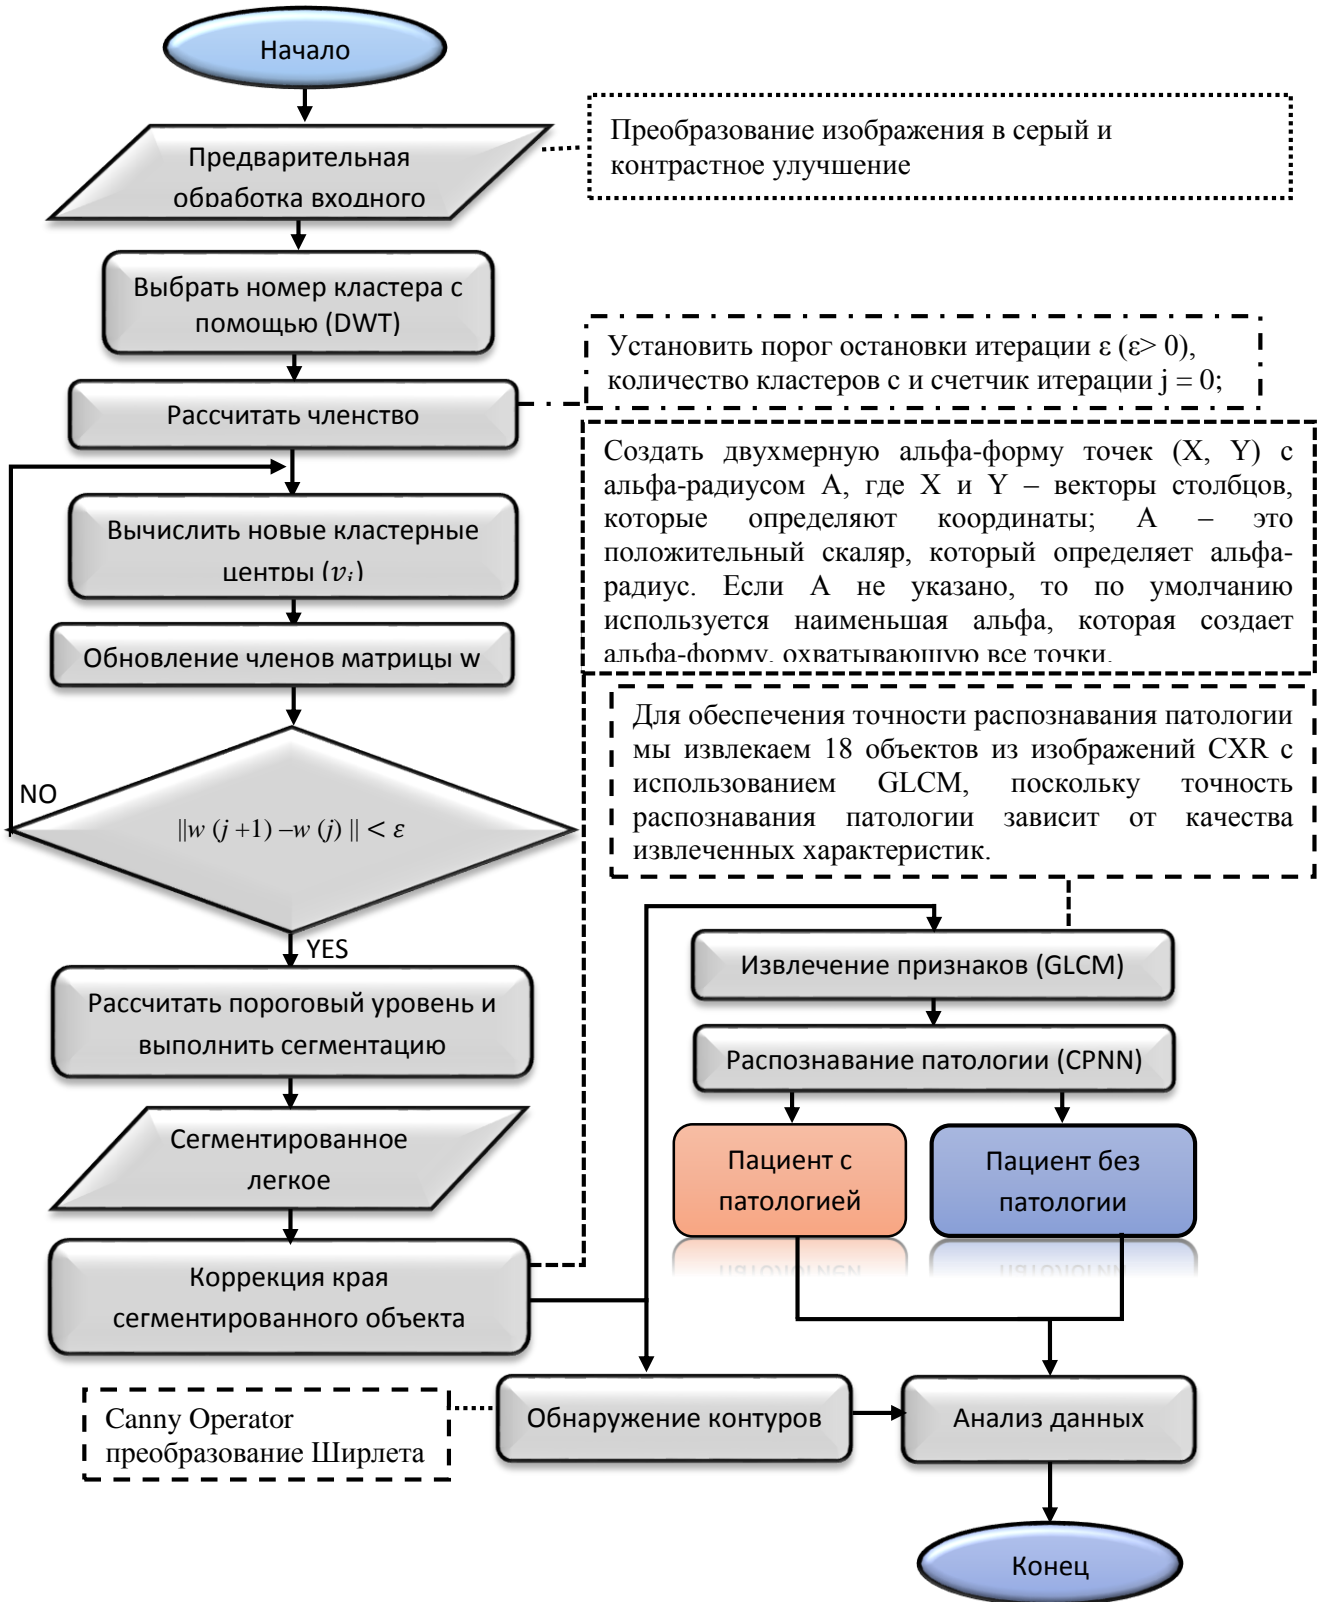 Начало
Предварительная
обработка входного
Преобразование изображения в серый и
контрастное улучшение
Выбрать номер кластера с
помощью (DWT)
Установить порог остановки итерации ε (ε> 0),
количество кластеров c и счетчик итерации j = 0;
Рассчитать членство
Создать двухмерную альфа-форму точек (X, Y) с
альфа-радиусом A, где X и Y – векторы столбцов,
которые определяют координаты; A – это
положительный скаляр, который определяет альфа-
радиус. Если A не указано, то по умолчанию
используется наименьшая альфа, которая создает
альфа-форму, охватывающую все точки.
Вычислить новые кластерные
центры (𝑣ᵢ)
Обновление членов матрицы w
Для обеспечения точности распознавания патологии
мы извлекаем 18 объектов из изображений CXR с
использованием GLCM, поскольку точность
распознавания патологии зависит от качества
извлеченных характеристик.
NO
||w (j +1) –w (j) || < ε
YES
Рассчитать пороговый уровень и
выполнить сегментацию
Сегментированное
легкое
Коррекция края
сегментированного объекта
Извлечение признаков (GLCM)
Распознавание патологии (CPNN)
Пациент с
патологией
Пациент без
патологии
Canny Operator
преобразование Ширлета
Обнаружение контуров
Анализ данных
Конец